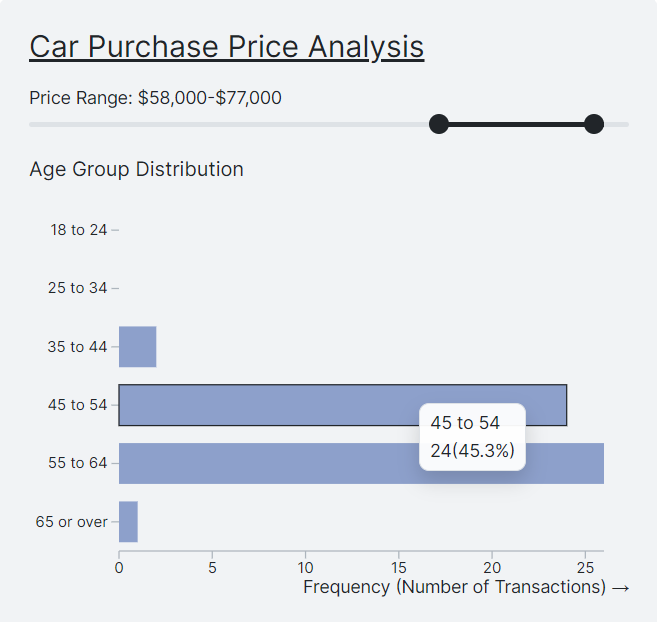 Car Purchase Price Analysis
Price Range: $58,000-$77,000
Age Group Distribution
18 to 24
25 to 34
35 to 44
45 to 54
45 to 54
24(45.3%)
55 to 64
65 or over
0 5 10 15 20 25
Frequency (Number of Transactions) →